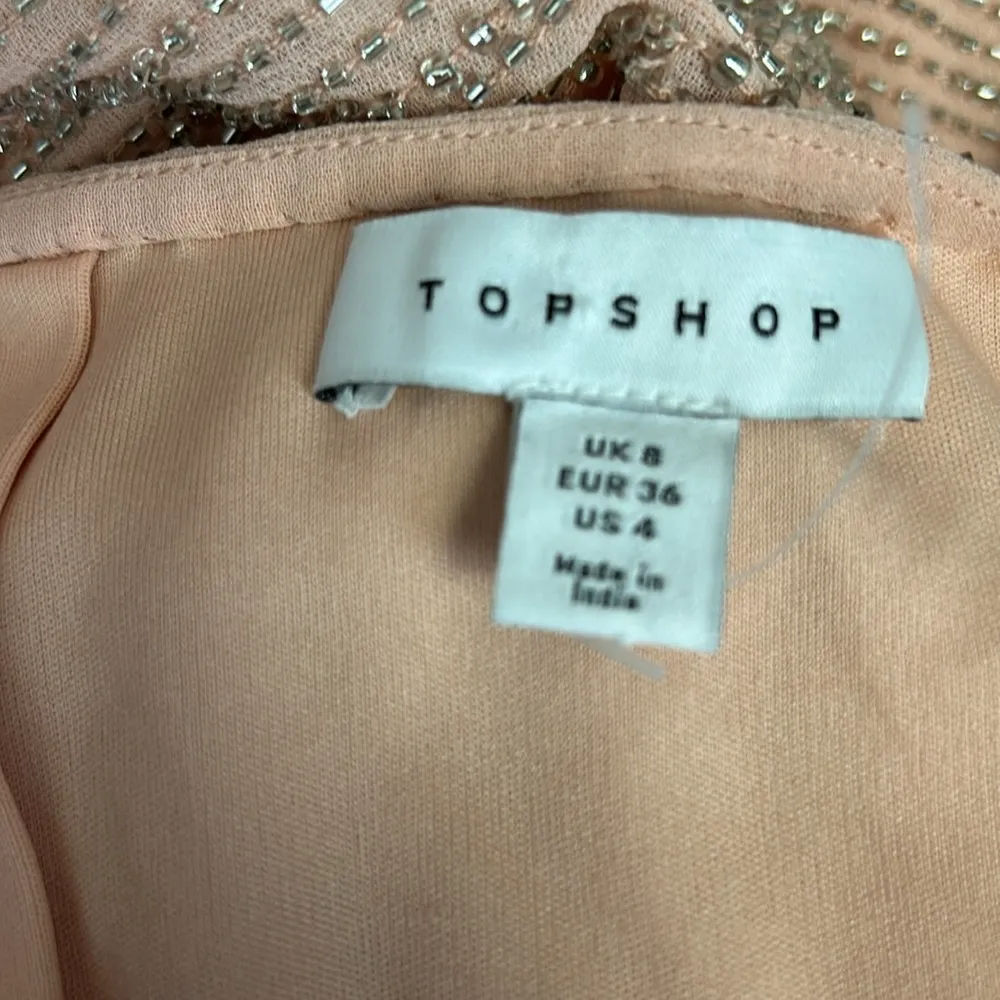 TOPSHOP
UK 8
EUR 36
US 4
Made in
India